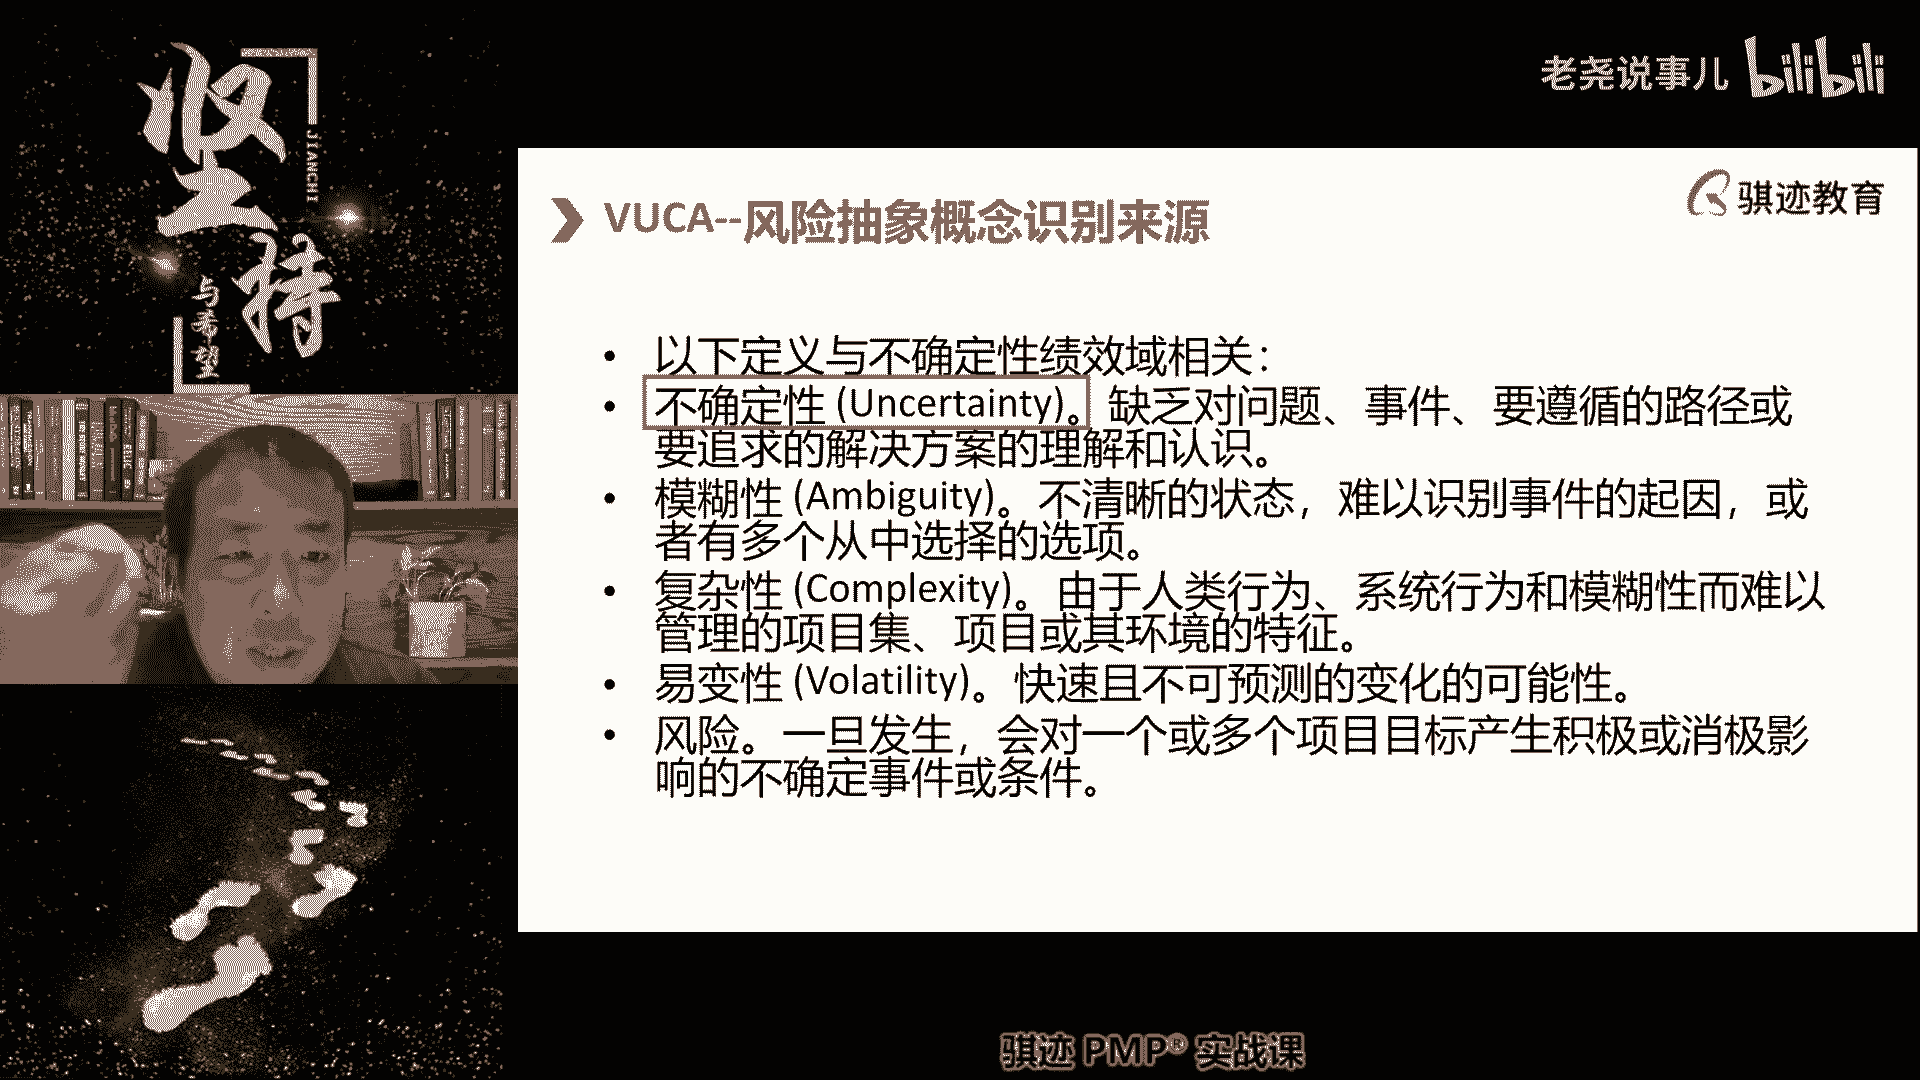 坚持
JIANCHI
与希望
老尧说事儿 bilibili
骐迹教育
VUCA--风险抽象概念识别来源
• 以下定义与不确定性绩效域相关：
• 不确定性 (Uncertainty)。缺乏对问题、事件、要遵循的路径或
要追求的解决方案的理解和认识。
• 模糊性 (Ambiguity)。不清晰的状态，难以识别事件的起因，或
者有多个从中选择的选项。
• 复杂性 (Complexity)。由于人类行为、系统行为和模糊性而难以
管理的项目集、项目或其环境的特征。
• 易变性 (Volatility)。快速且不可预测的变化的可能性。
• 风险。一旦发生，会对一个或多个项目目标产生积极或消极影
响的不确定事件或条件。
骐迹 PMP® 实战课